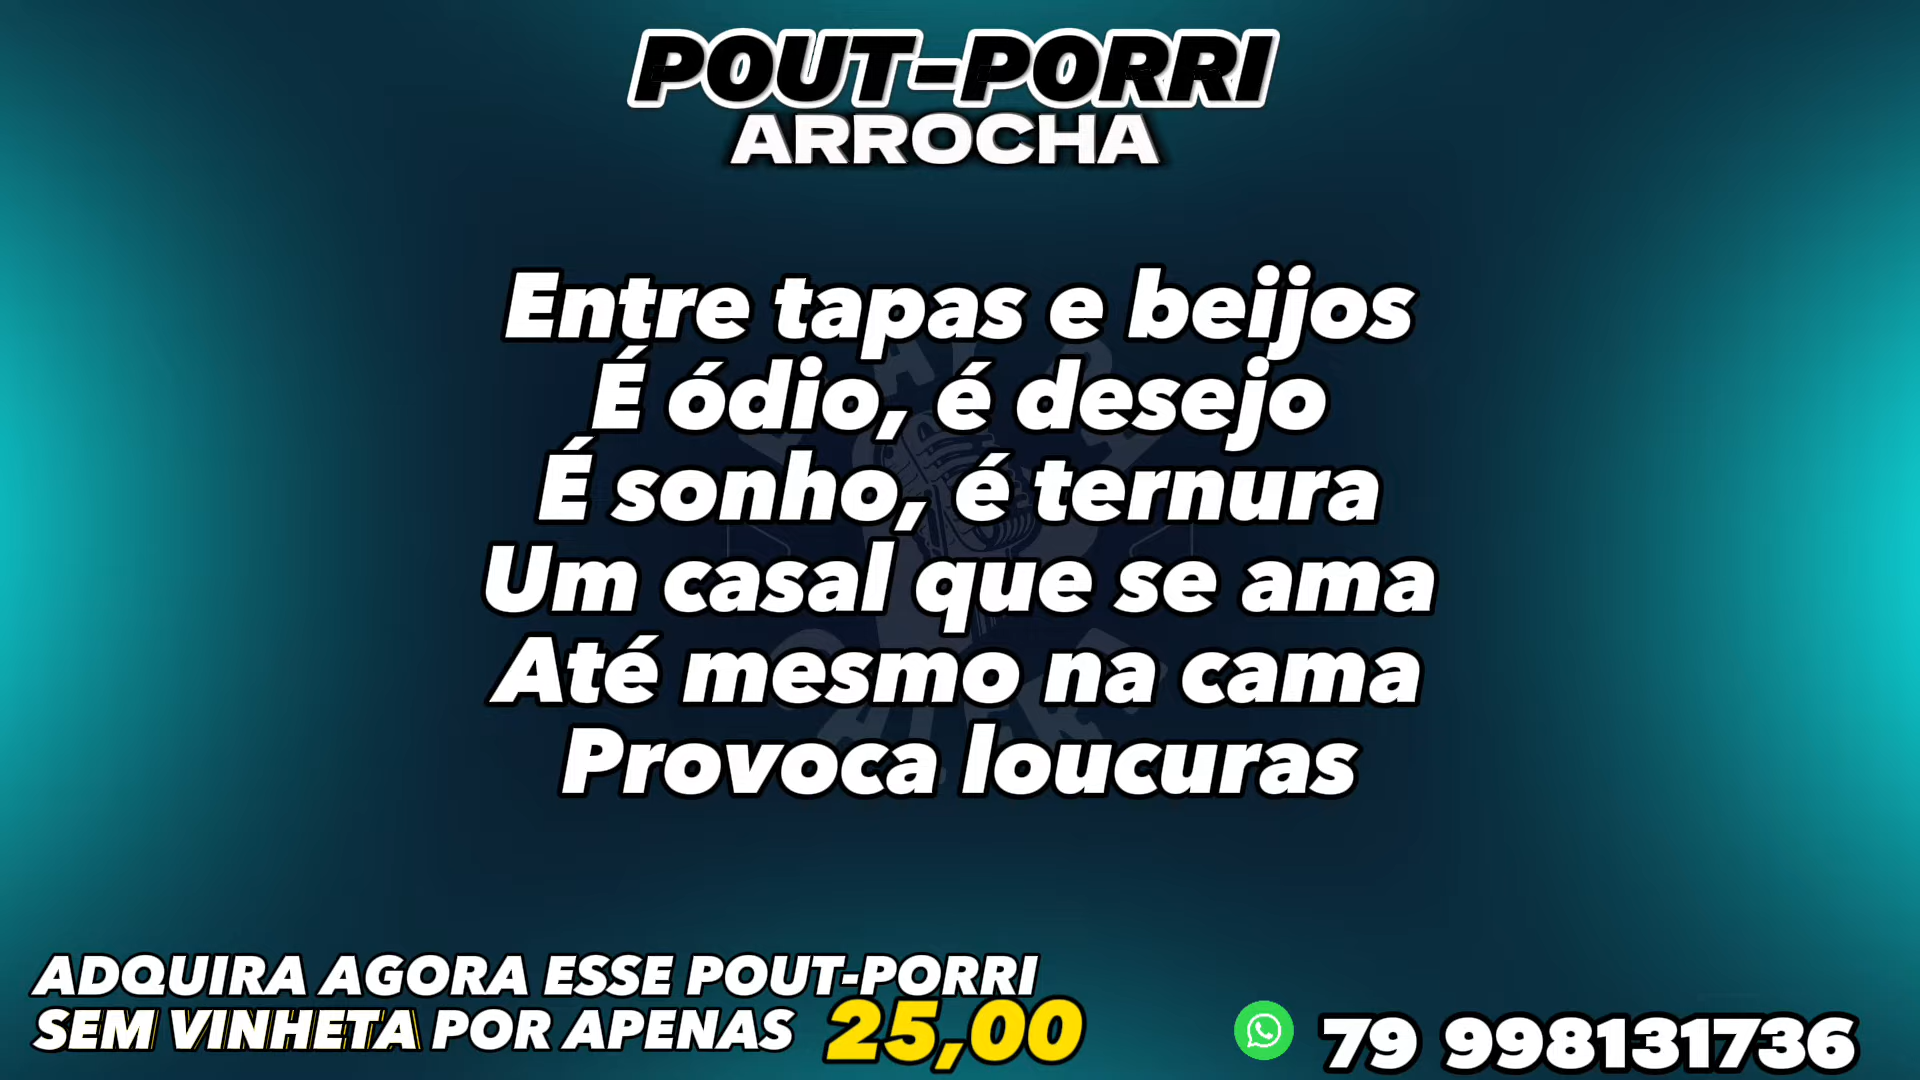 POUT-PORRI
ARROCHA
Entre tapas e beijos
É ódio, é desejo
É sonho, é ternura
Um casal que se ama
Até mesmo na cama
Provoca loucuras
ADQUIRA AGORA ESSE POUT-PORRI
SEM VINHETA POR APENAS 25,00
79 998131736